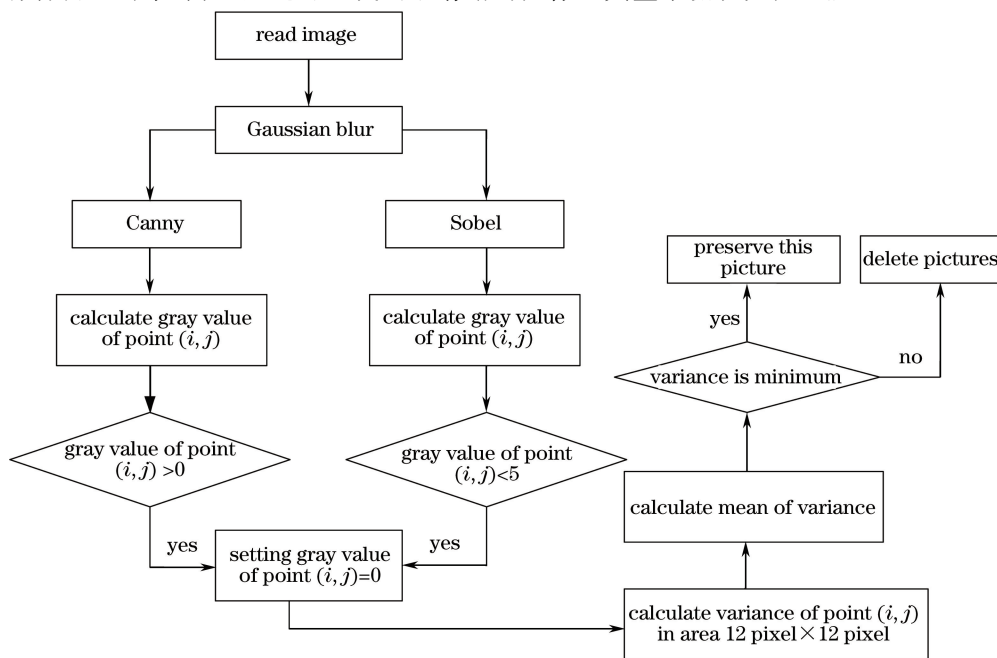 read image
Gaussian blur
Canny
Sobel
calculate gray value
of point (i,j)
calculate gray value
of point (i,j)
gray value of point
(i,j) >0
gray value of point
(i,j)<5
yes
yes
setting gray value
of point (i,j)=0
calculate variance of point (i,j)
in area 12 pixel×12 pixel
calculate mean of variance
variance is minimum
yes
no
preserve this
picture
delete pictures